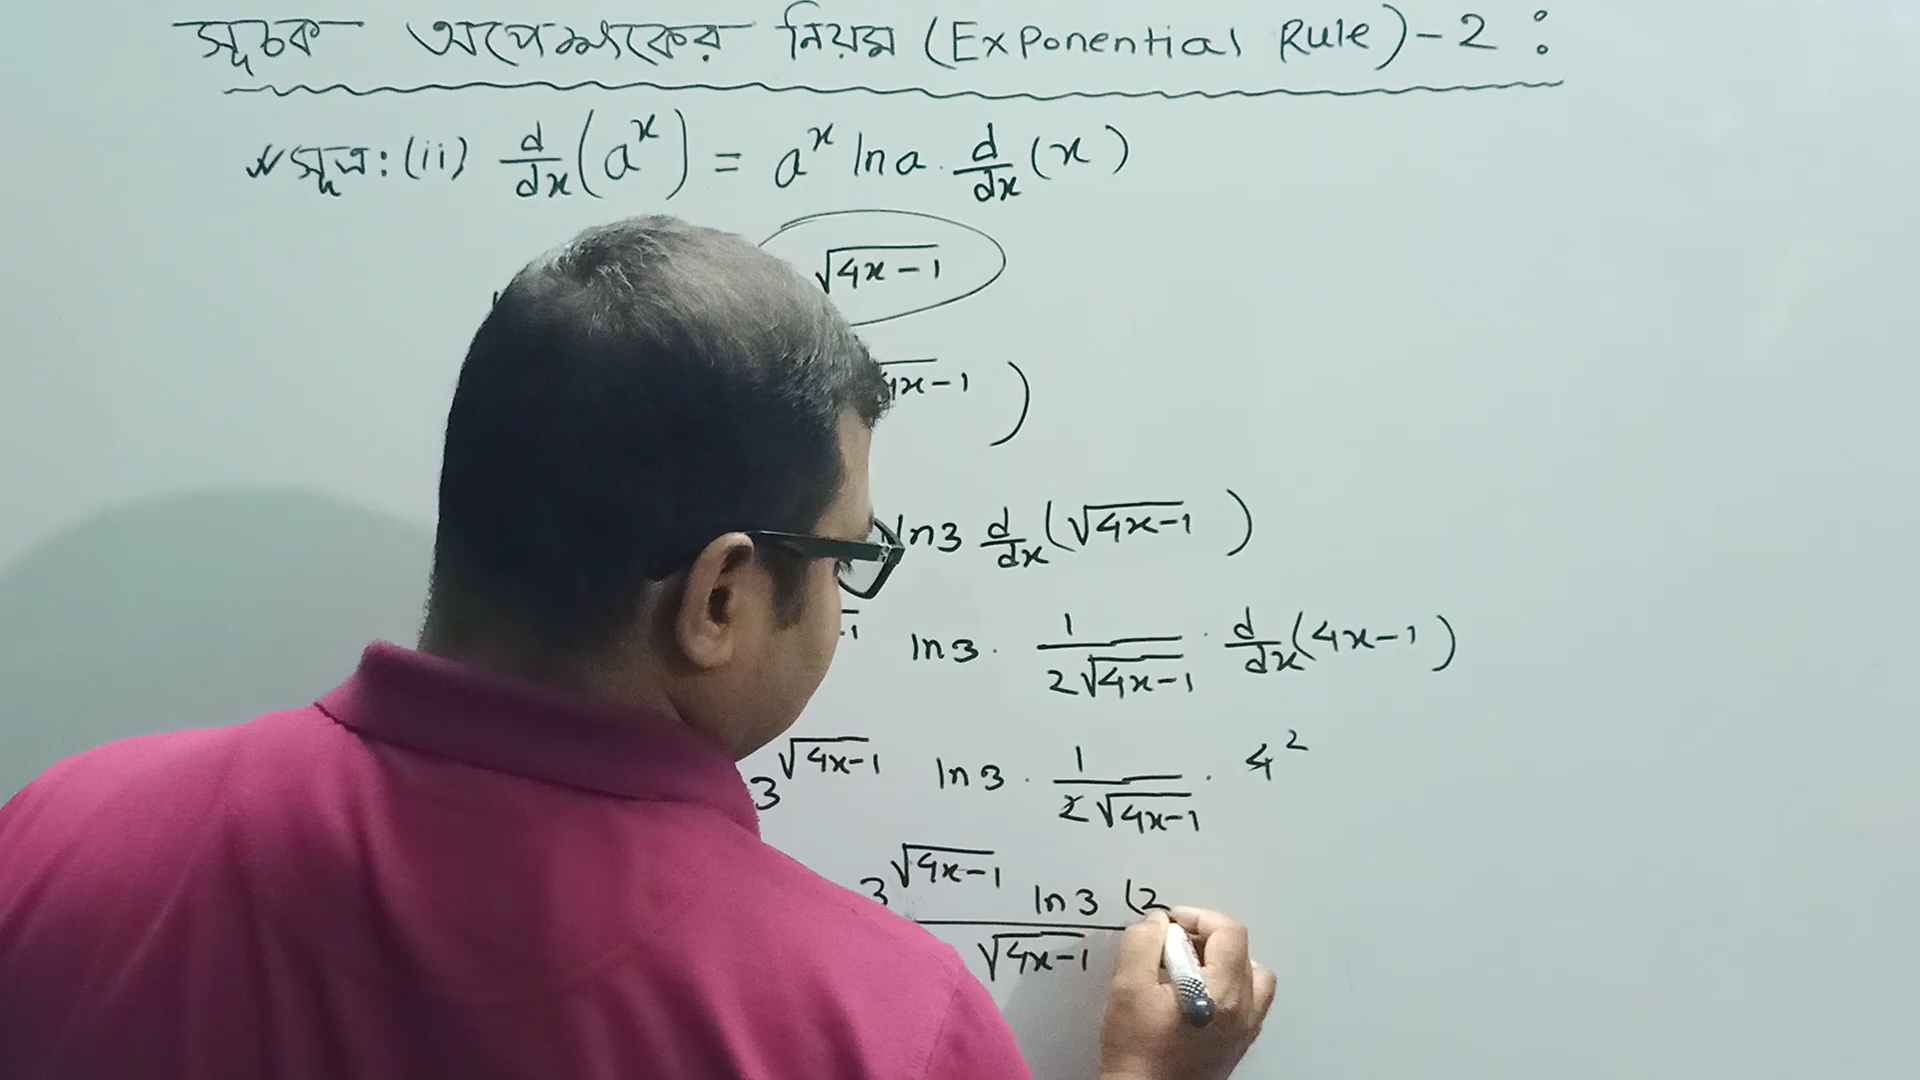 সূচক অপেক্ষকের নিয়ম (Exponential Rule) - 2 :
সূত্র: (ii) d/dx (a^x) = a^x ln a . d/dx (x)
√(4x-1)
4x-1 )
ln3 d/dx (√(4x-1))
-1 ln3 . 1/(2√(4x-1)) . d/dx (4x-1)
3^√(4x-1) ln3 . 1/(2√(4x-1)) . 4 2
3^√(4x-1) ln3 (2
√(4x-1)